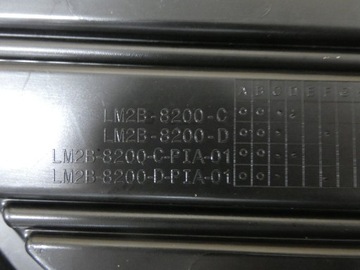 A B C D E F
LM2B-8200-C
LM2B-8200-D
LM2B-8200-C-PIA-01
LM2B-8200-D-PIA-01